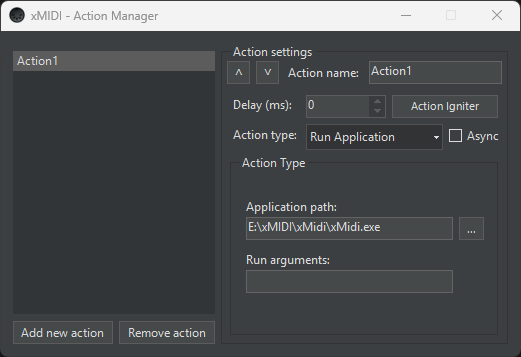 xMIDI - Action Manager
Action1
Action settings
˄ ˅ Action name: Action1
Delay (ms): 0 Action Igniter
Action type: Run Application Async
Action Type
Application path:
E:\xMIDI\xMidi\xMidi.exe ...
Run arguments:
Add new action Remove action